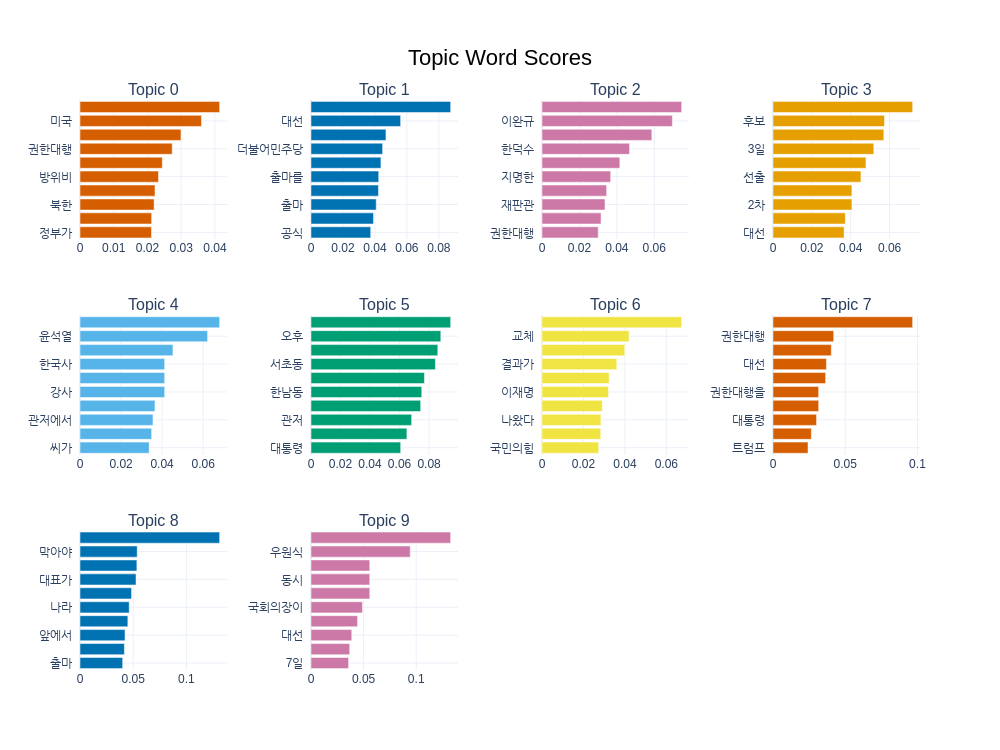 Topic Word Scores
Topic 0
미국
권한대행
방위비
북한
정부가
0 0.01 0.02 0.03 0.04
Topic 1
대선
더불어민주당
출마를
출마
공식
0 0.02 0.04 0.06 0.08
Topic 2
이완규
한덕수
지명한
재판관
권한대행
0 0.02 0.04 0.06
Topic 3
후보
3일
선출
2차
대선
0 0.02 0.04 0.06
Topic 4
윤석열
한국사
강사
관저에서
씨가
0 0.02 0.04 0.06
Topic 5
오후
서초동
한남동
관저
대통령
0 0.02 0.04 0.06 0.08
Topic 6
교체
결과가
이재명
나왔다
국민의힘
0 0.02 0.04 0.06
Topic 7
권한대행
대선
권한대행을
대통령
트럼프
0 0.05 0.1
Topic 8
막아야
대표가
나라
앞에서
출마
0 0.05 0.1
Topic 9
우원식
동시
국회의장이
대선
7일
0 0.05 0.1